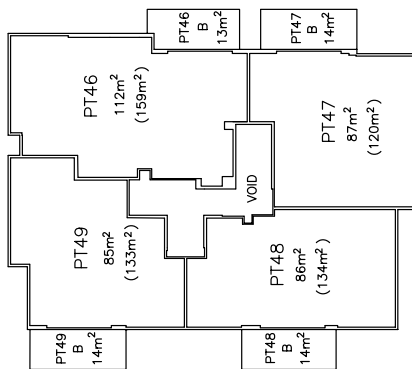 PT46
B
13m²
PT47
B
14m²
PT46
112m²
(159m²)
PT47
87m²
(120m²)
VOID
PT49
85m²
(133m²)
PT48
86m²
(134m²)
PT49
B
14m²
PT48
B
14m²